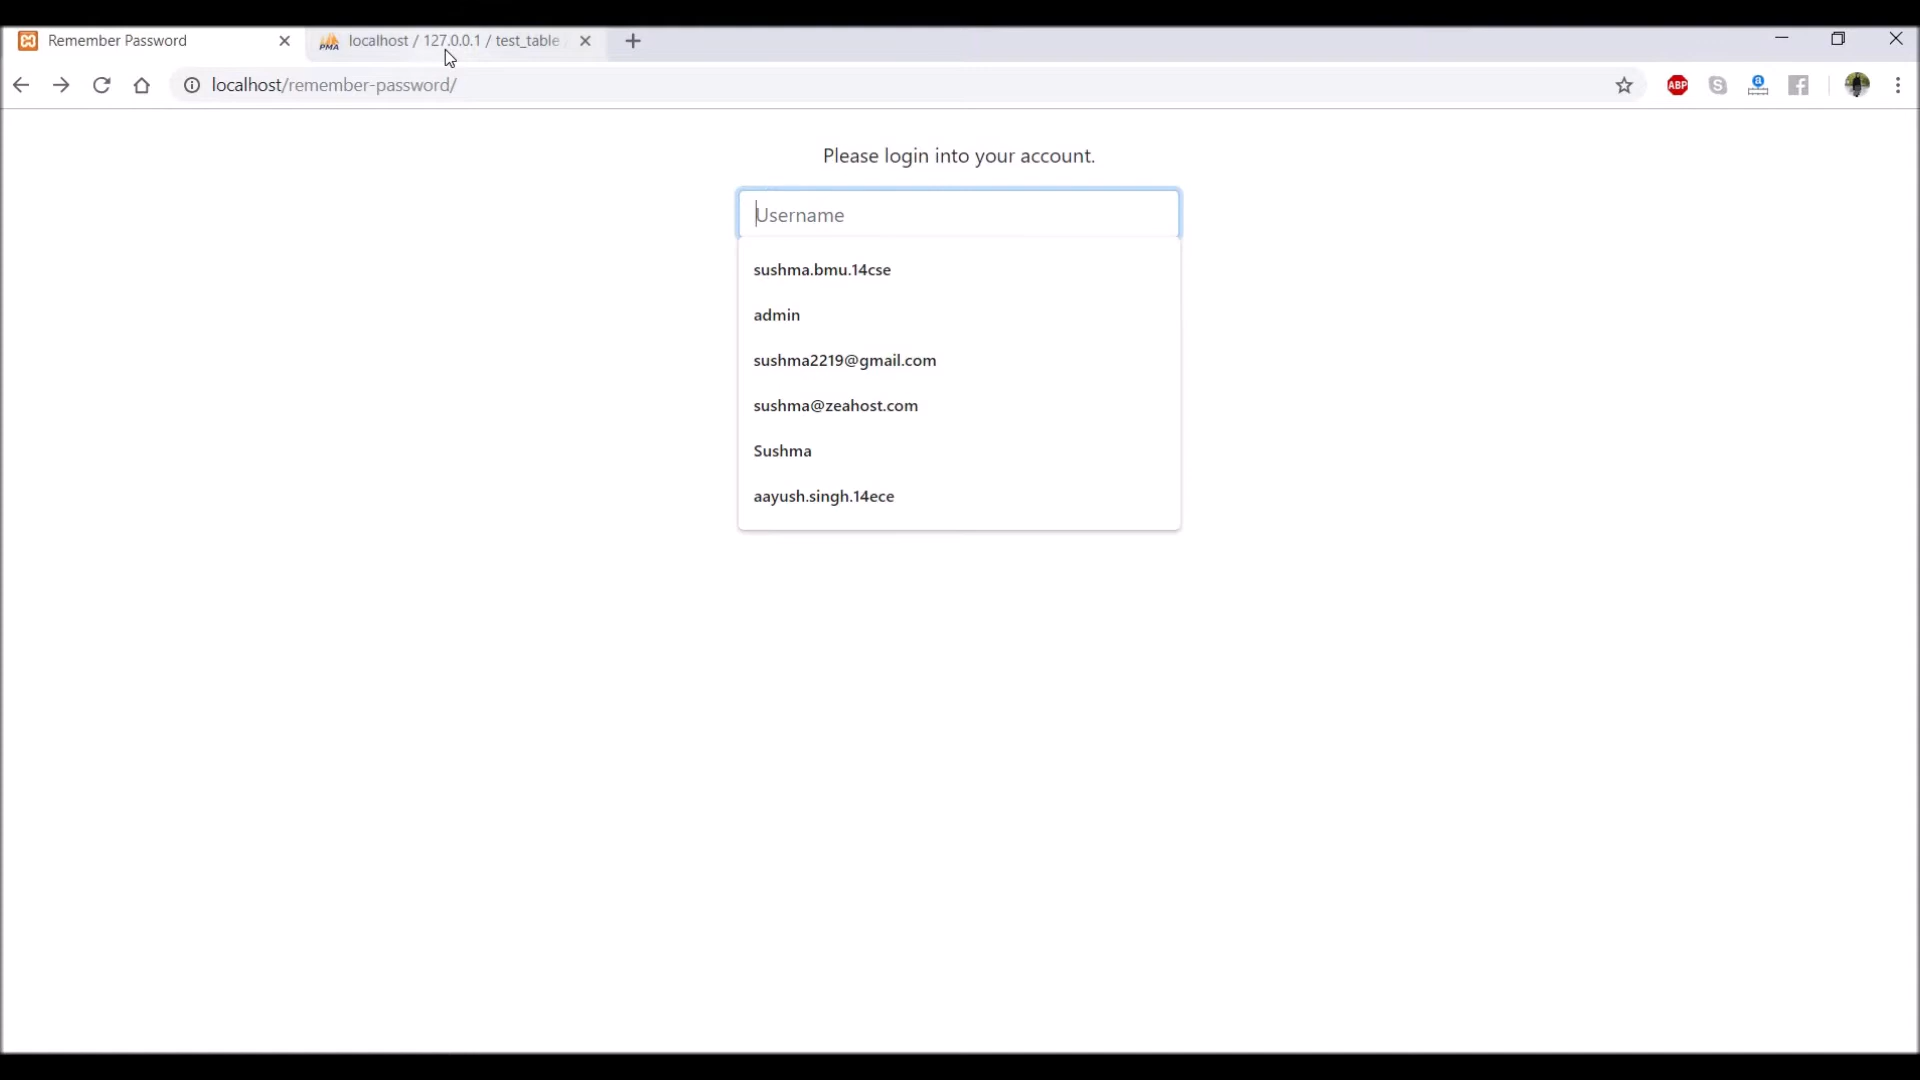 Remember Password
localhost / 127.0.0.1 / test_table
localhost/remember-password/
ABP
PMA
Please login into your account.
Username
sushma.bmu.14cse
admin
sushma2219@gmail.com
sushma@zeahost.com
Sushma
aayush.singh.14ece